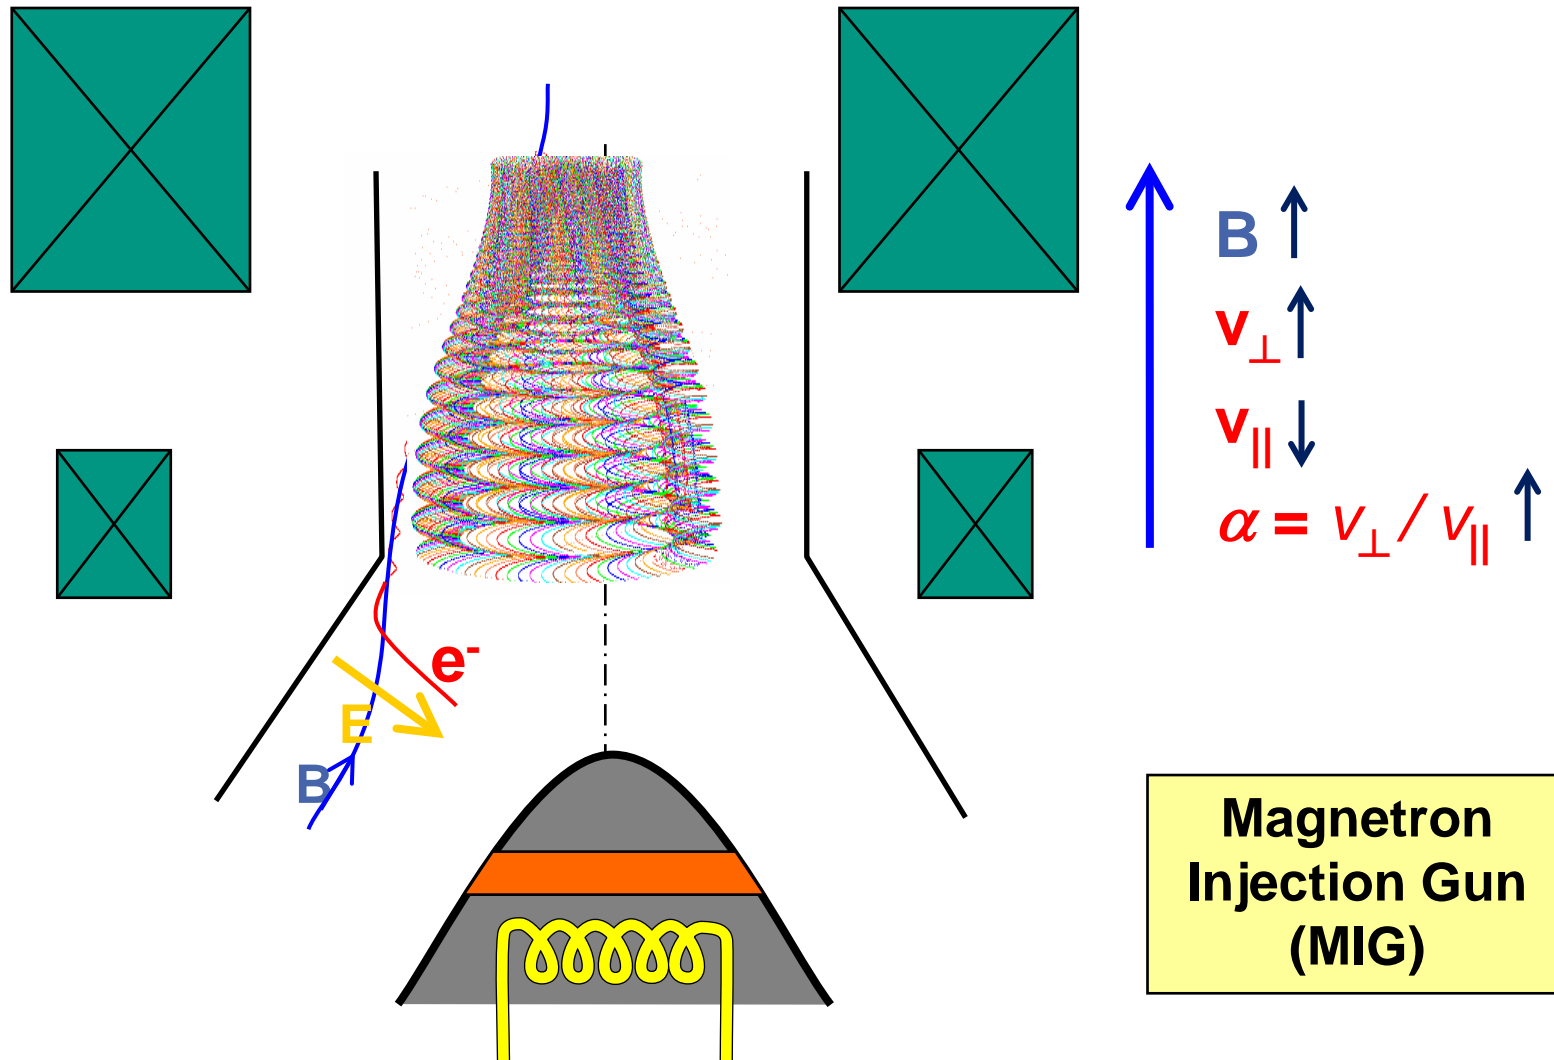 B ↑
v⊥ ↑
v|| ↓
α = v⊥ / v|| ↑
e-
E
B
Magnetron
Injection Gun
(MIG)